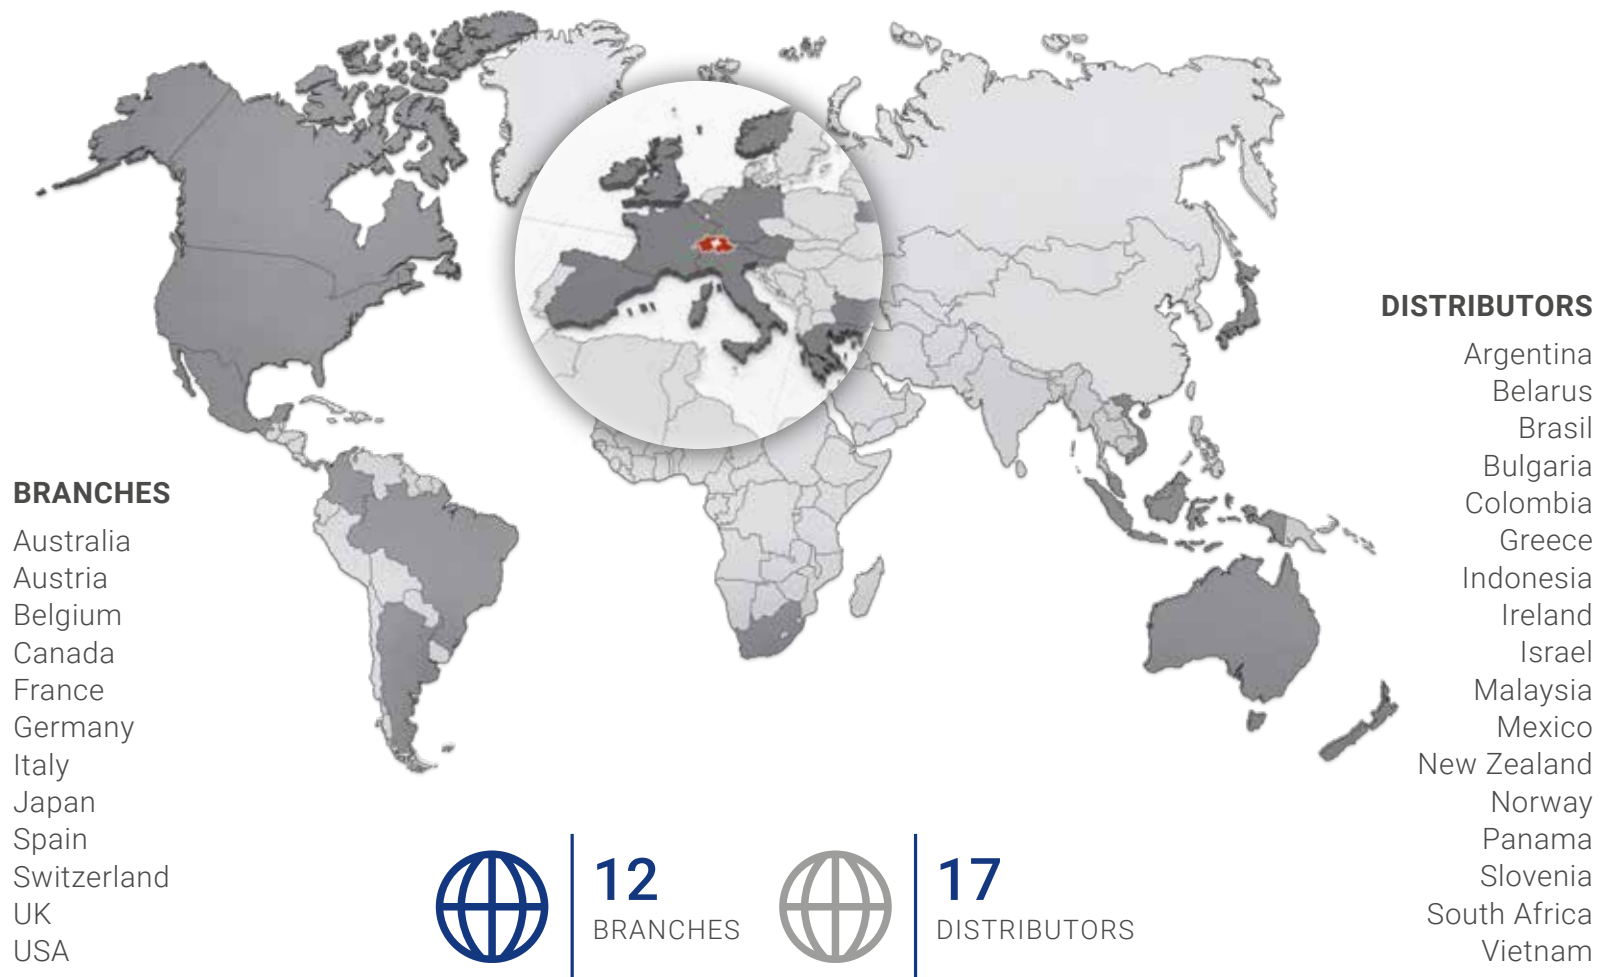 DISTRIBUTORS
Argentina
Belarus
Brasil
Bulgaria
Colombia
Greece
Indonesia
Ireland
Israel
Malaysia
Mexico
New Zealand
Norway
Panama
Slovenia
South Africa
Vietnam
BRANCHES
Australia
Austria
Belgium
Canada
France
Germany
Italy
Japan
Spain
Switzerland
UK
USA
12
BRANCHES
17
DISTRIBUTORS